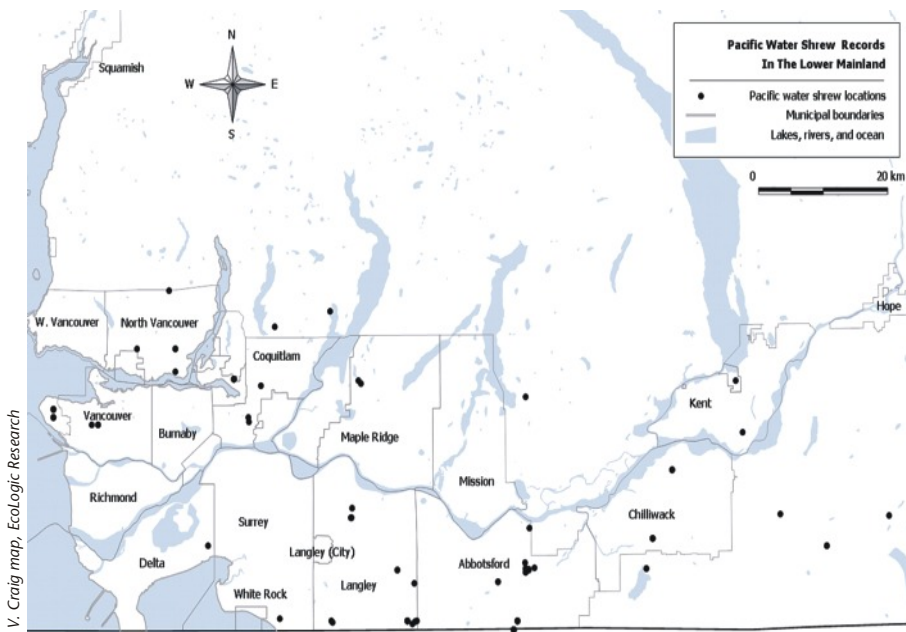 Squamish
N
W E
S
Pacific Water Shrew Records
In The Lower Mainland
Pacific water shrew locations
Municipal boundaries
Lakes, rivers, and ocean
0 20 km
Hope
W. Vancouver
North Vancouver
Coquitlam
Kent
Vancouver
Burnaby
Maple Ridge
Mission
Richmond
Surrey
Chilliwack
Langley (City)
Abbotsford
Delta
Langley
White Rock
V. Craig map, EcoLogic Research